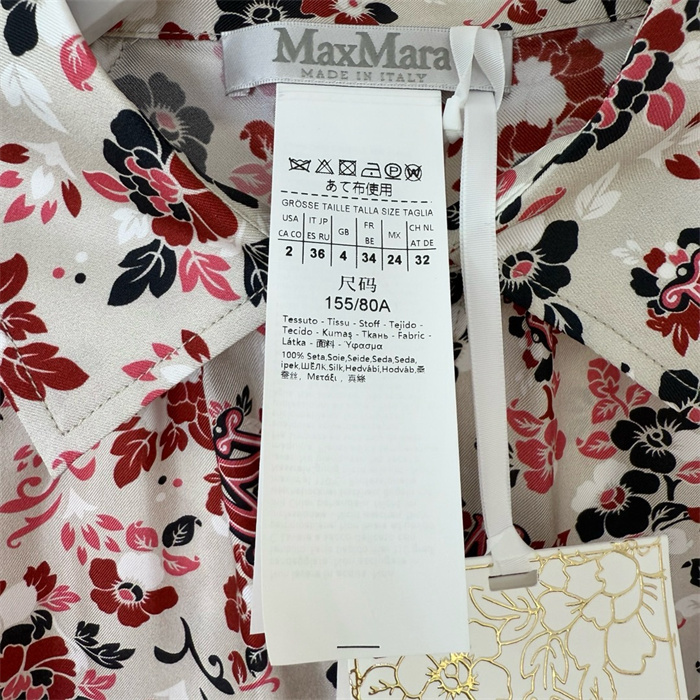 MaxMara
MADE IN ITALY
あて布使用
GRÖSSE TAILLE TALLA SIZE TAGLIA
USA IT JP GB FR MX CH NL
CA CO ES RU BE AT DE
2 36 4 34 24 32
尺码
155/80A
Tessuto - Tissu - Stoff - Tejido -
Tecido - Kumaş - Ткань - Fabric -
Látka - 面料 - Ύφασμα
100% Seta,Soie,Seide,Seda,Seda,
ipek,ШЁЛК,Silk,Hedvábí,Hodváb,桑
蚕丝, Μετάξι, 真絲